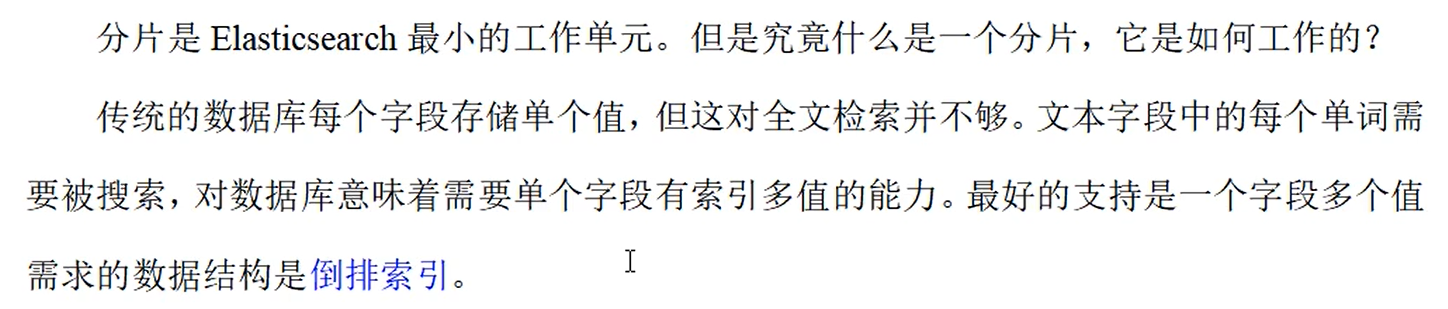 分片是 Elasticsearch 最小的工作单元。但是究竟什么是一个分片，它是如何工作的？
传统的数据库每个字段存储单个值，但这对全文检索并不够。文本字段中的每个单词需
要被搜索，对数据库意味着需要单个字段有索引多值的能力。最好的支持是一个字段多个值
需求的数据结构是倒排索引。